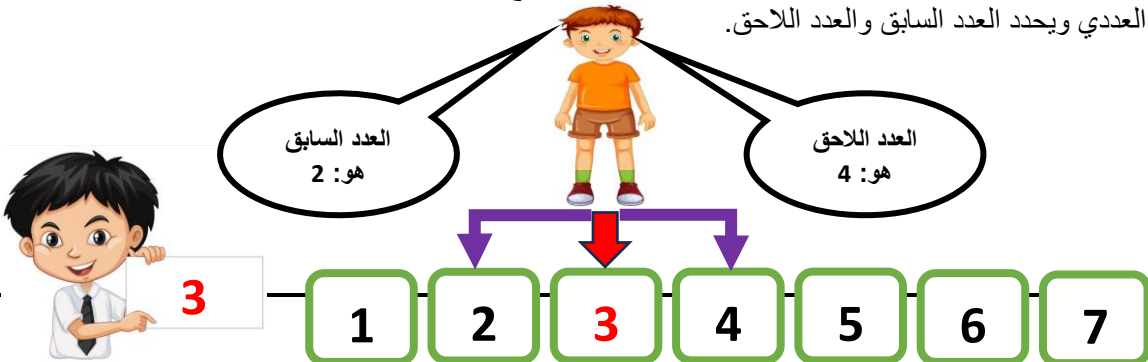 العددي ويحدد العدد السابق والعدد اللاحق.
العدد اللاحق
هو: 4
العدد السابق
هو: 2
3
1 2 3 4 5 6 7